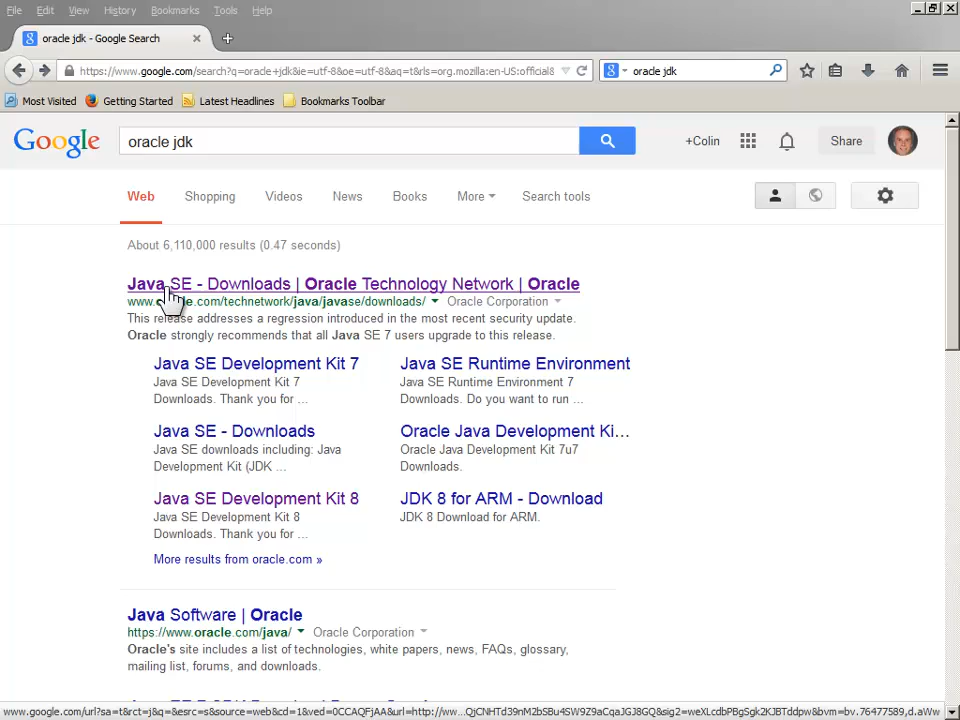 File Edit View History Bookmarks Tools Help
oracle jdk - Google Search
https://www.google.com/search?q=oracle+jdk&ie=utf-8&oe=utf-8&aq=t&rls=org.mozilla:en-US:official& oracle jdk
Most Visited Getting Started Latest Headlines Bookmarks Toolbar
Google oracle jdk +Colin Share
Web Shopping Videos News Books More Search tools
About 6,110,000 results (0.47 seconds)
Java SE - Downloads | Oracle Technology Network | Oracle
www. .com/technetwork/java/javase/downloads/ Oracle Corporation
This release addresses a regression introduced in the most recent security update.
Oracle strongly recommends that all Java SE 7 users upgrade to this release.
Java SE Development Kit 7
Java SE Development Kit 7
Downloads. Thank you for ...
Java SE Runtime Environment
Java SE Runtime Environment 7
Downloads. Do you want to run ...
Java SE - Downloads
Java SE downloads including: Java
Development Kit (JDK ...
Oracle Java Development Ki...
Oracle Java Development Kit 7u7
Downloads.
Java SE Development Kit 8
Java SE Development Kit 8
Downloads. Thank you for ...
JDK 8 for ARM - Download
JDK 8 Download for ARM.
More results from oracle.com »
Java Software | Oracle
https://www.oracle.com/java/ Oracle Corporation
Oracle's site includes a list of technologies, white papers, news, FAQs, glossary,
mailing list, forums, and downloads.